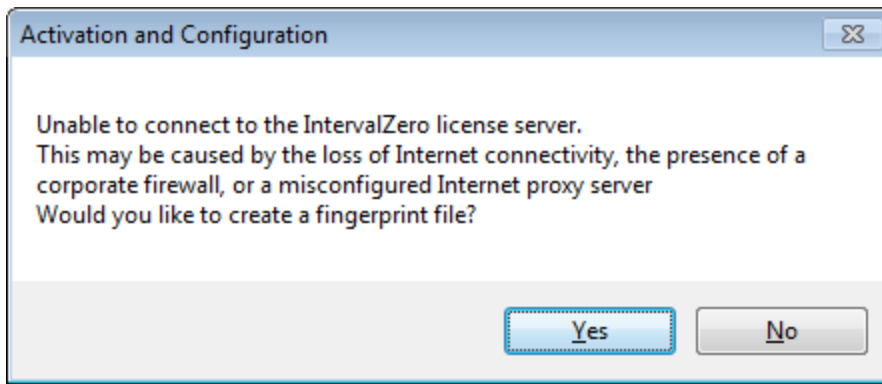 Activation and Configuration
Unable to connect to the IntervalZero license server.
This may be caused by the loss of Internet connectivity, the presence of a
corporate firewall, or a misconfigured Internet proxy server
Would you like to create a fingerprint file?
Yes No